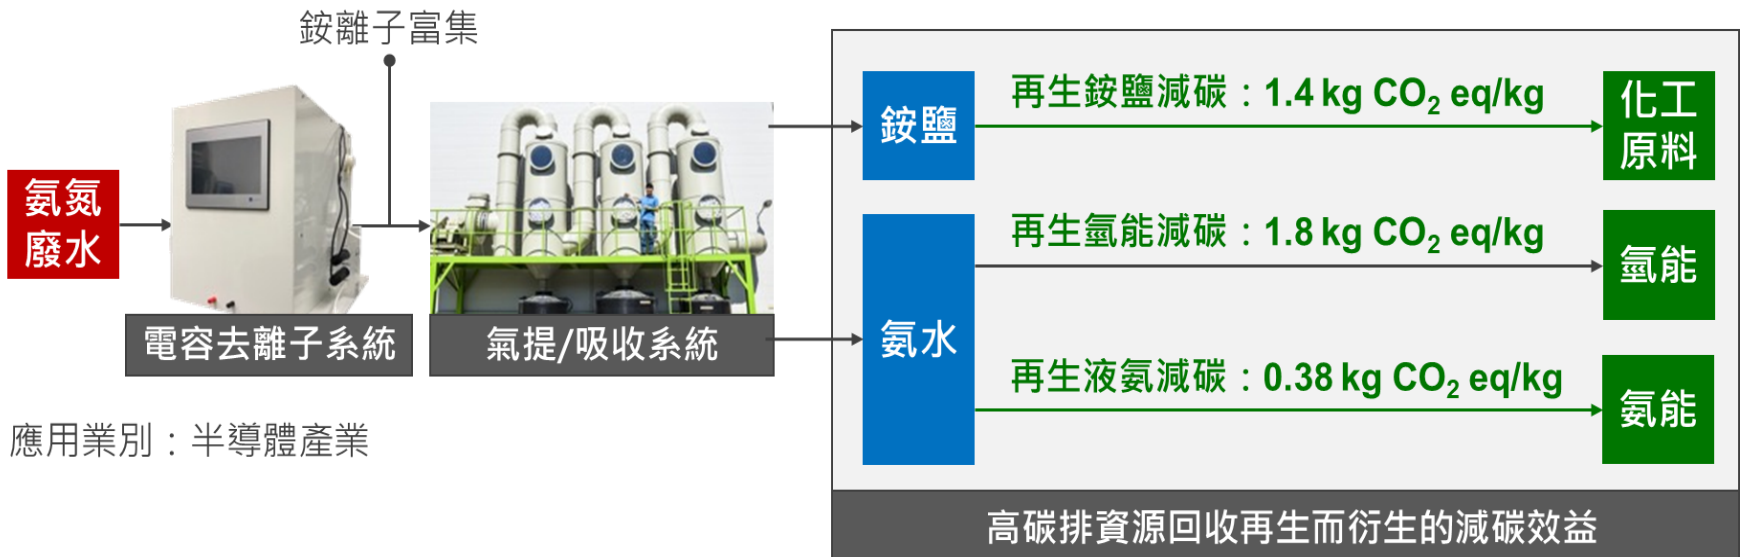 銨離子富集
氨氮
廢水
電容去離子系統
氣提/吸收系統
應用業別：半導體產業
銨鹽
再生銨鹽減碳：1.4 kg CO₂ eq/kg
化工
原料
氨水
再生氫能減碳：1.8 kg CO₂ eq/kg
氫能
再生液氨減碳：0.38 kg CO₂ eq/kg
氨能
高碳排資源回收再生而衍生的減碳效益